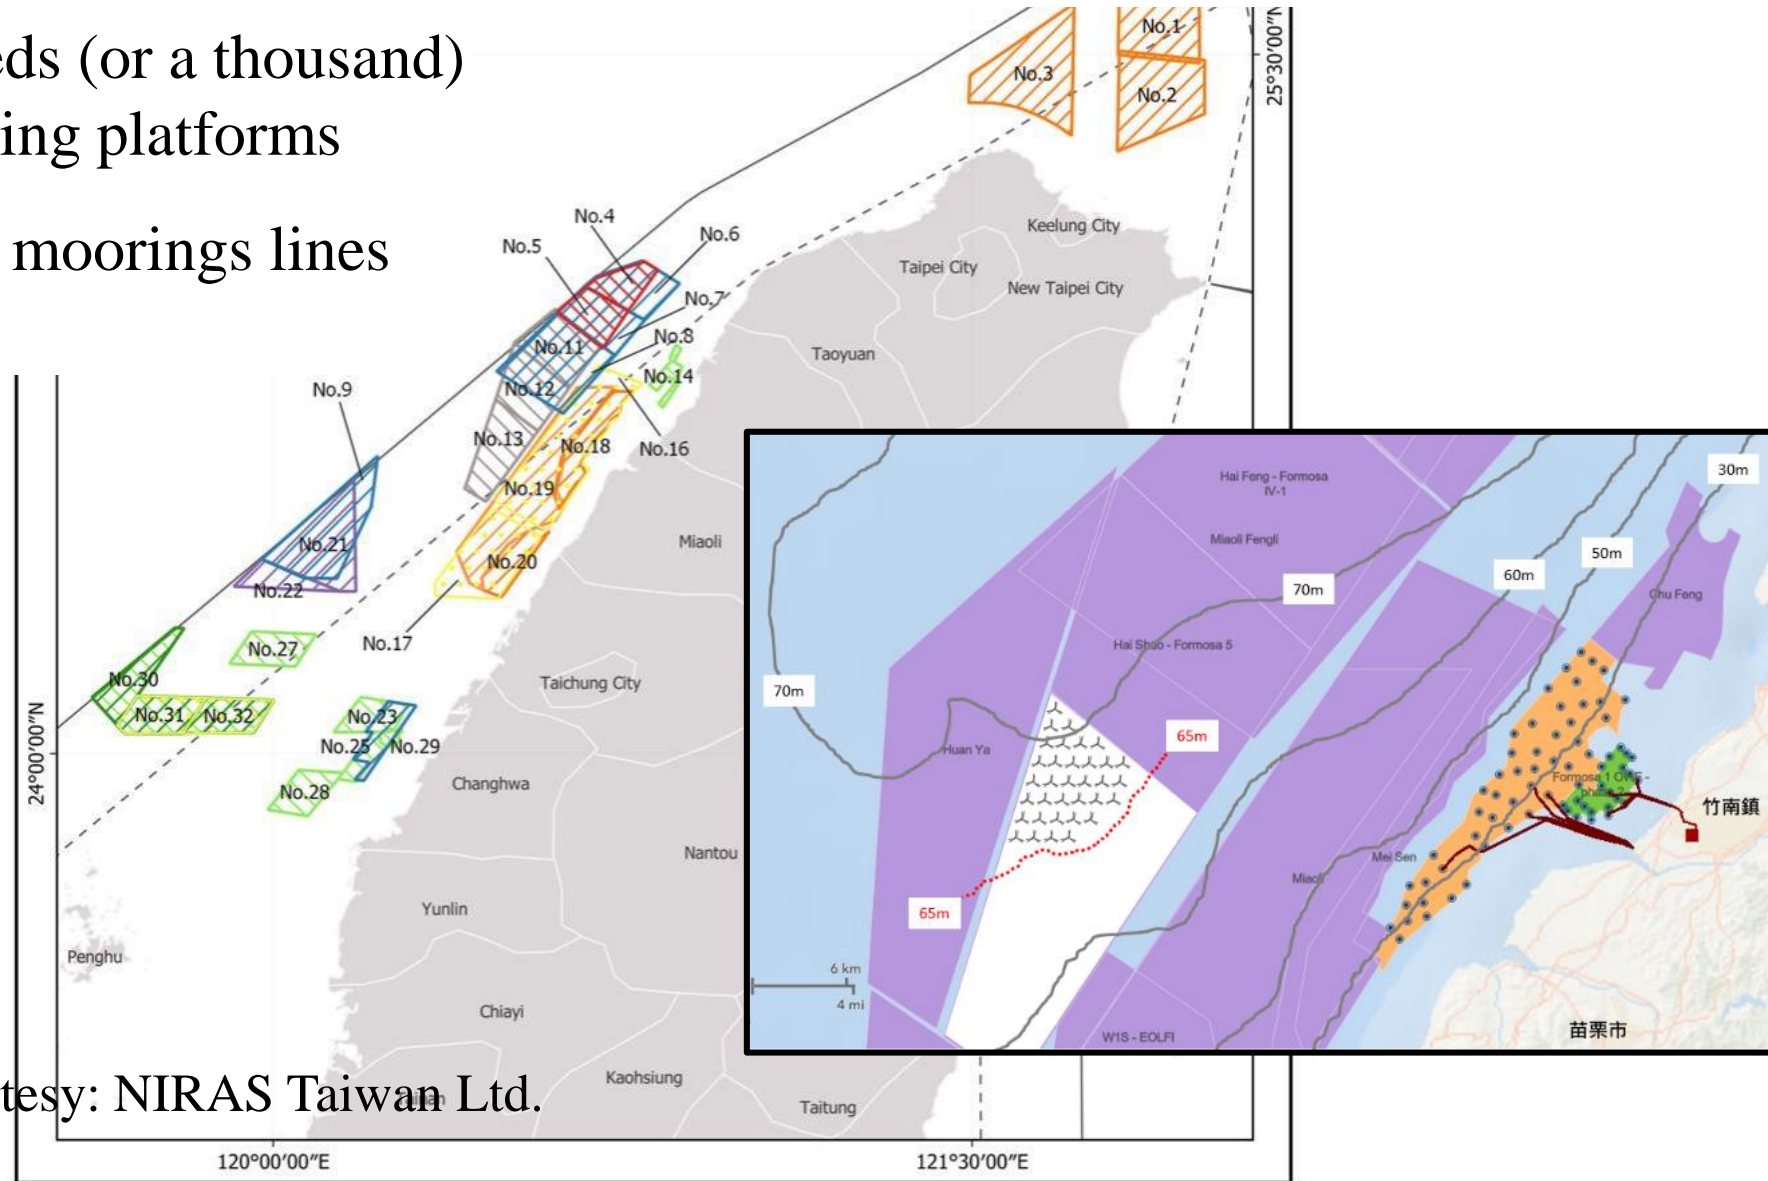 eds (or a thousand)
ing platforms
moorings lines
No.1
No.3
No.2
25°30'00"N
No.4
No.5
No.6
No.7
No.8
No.11
No.12
No.14
No.9
No.13
No.18
No.16
No.19
No.21
No.20
No.22
No.17
No.27
No.30
No.31
No.32
No.23
No.25
No.29
No.28
24°00'00"N
Keelung City
Taipei City
New Taipei City
Taoyuan
Miaoli
Taichung City
Changhwa
Nantou
Yunlin
Penghu
Chiayi
Kaohsiung
Tainan
Taitung
tesy: NIRAS Taiwan Ltd.
120°00'00"E
121°30'00"E
30m
Hai Feng - Formosa
IV-1
Miaoli Fengli
50m
60m
70m
Chu Feng
Hai Shuo - Formosa 5
70m
65m
Huan Ya
Formosa 1 OWF -
phase 2
竹南鎮
Mei Sen
Miaoli
65m
6 km
4 mi
W1S - EOLFI
苗栗市